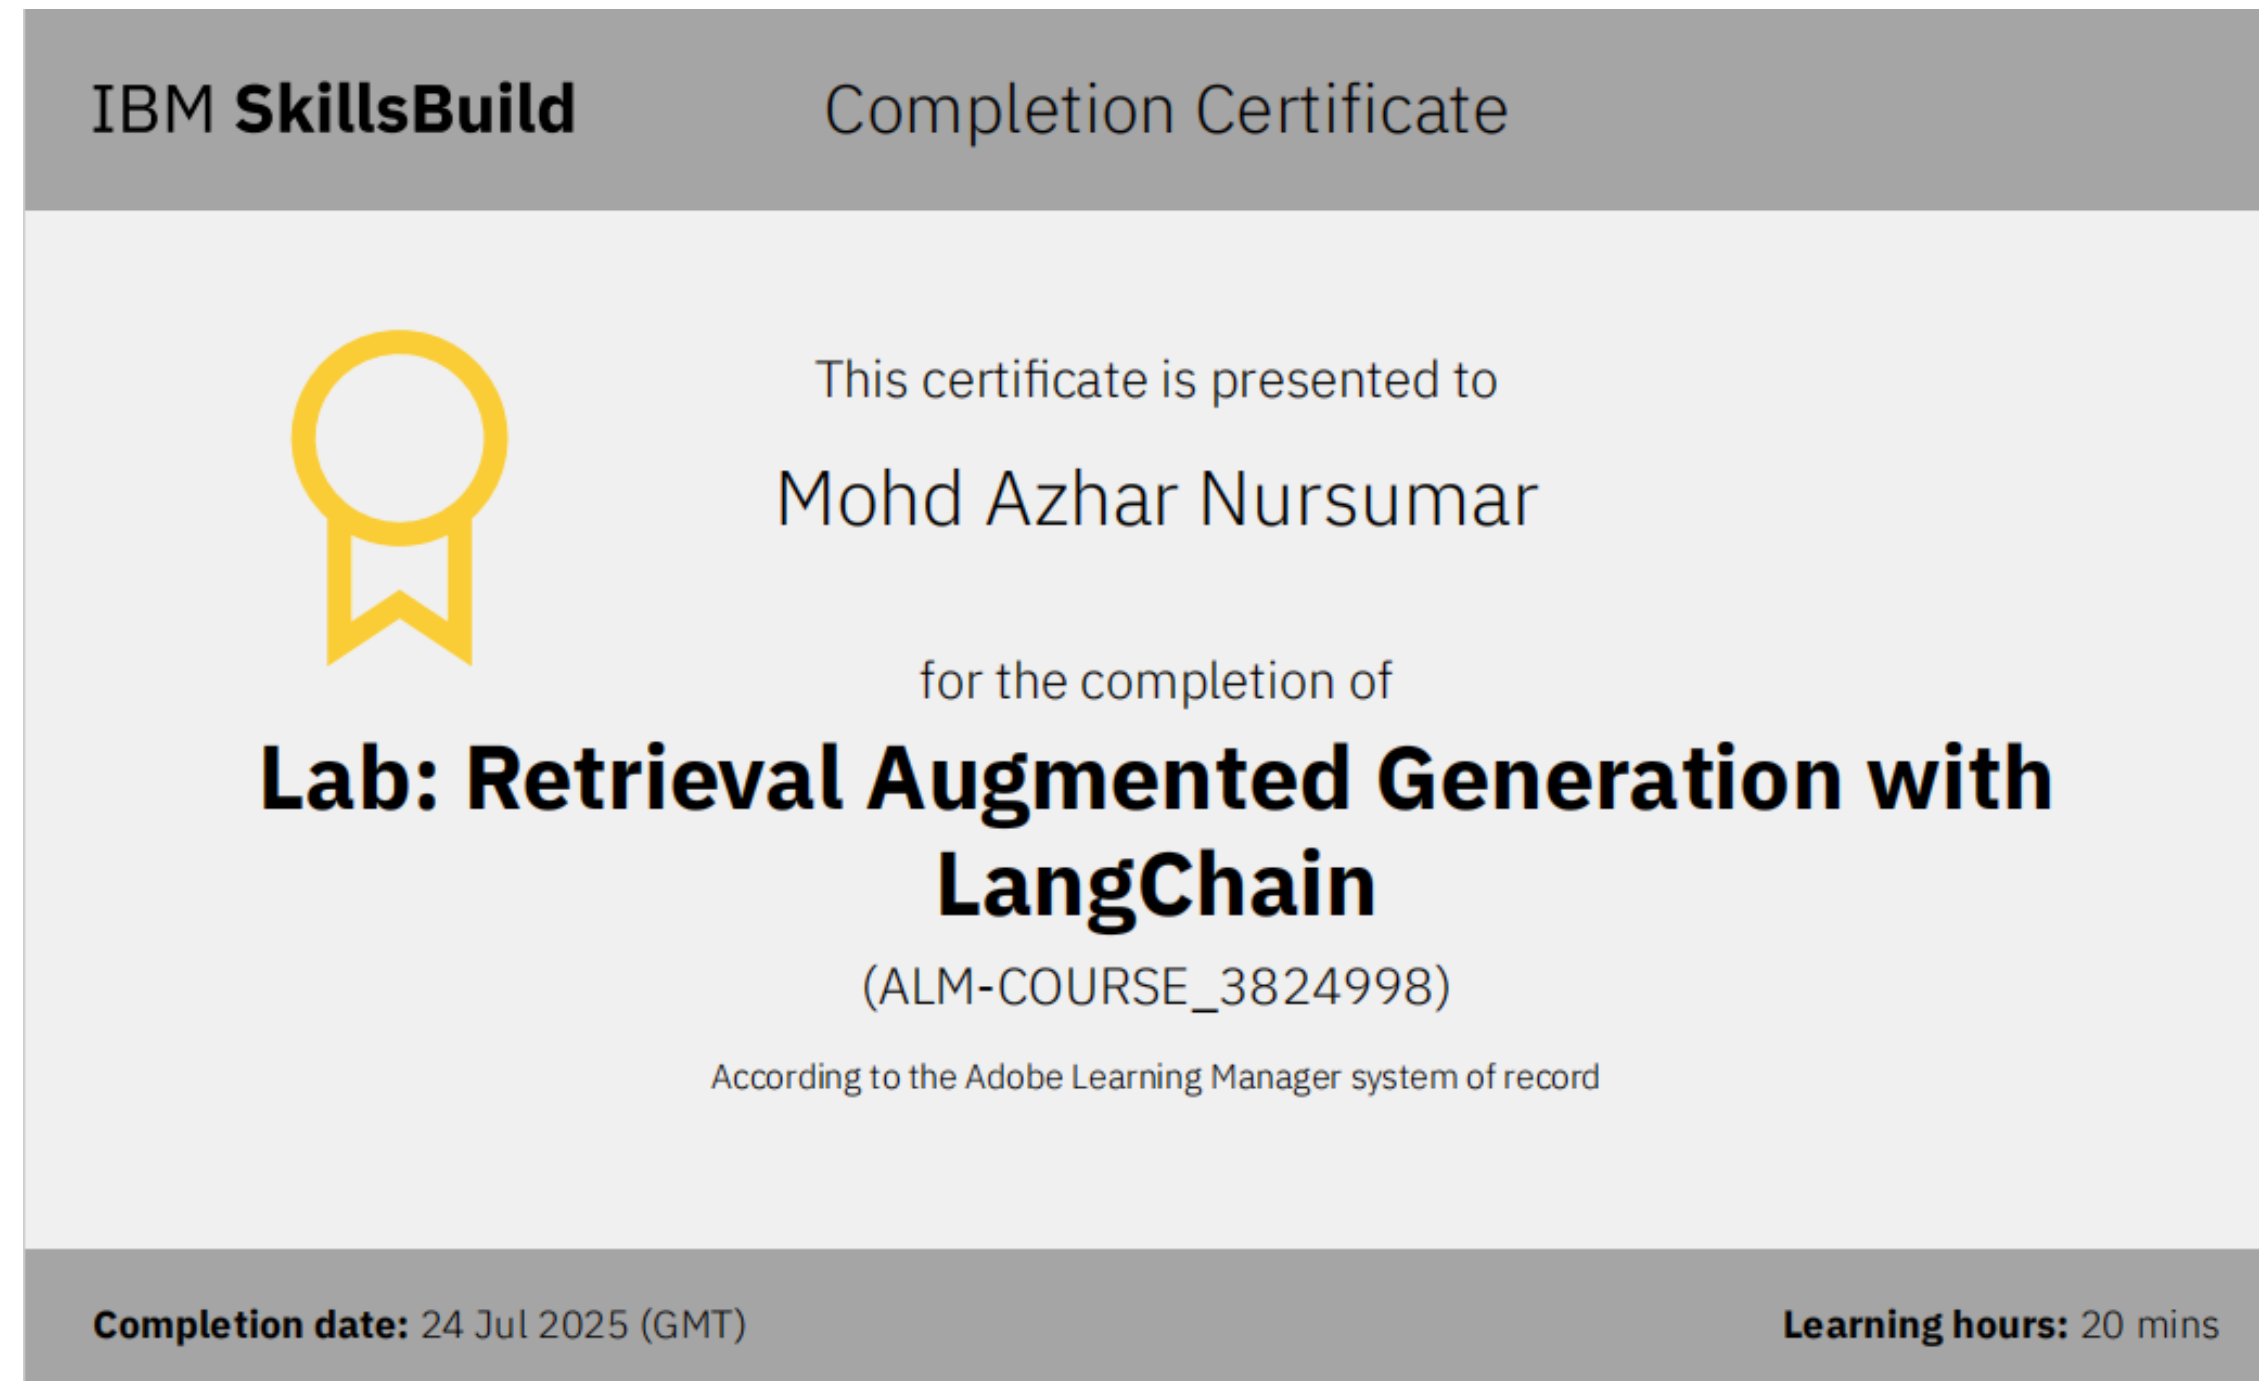 IBM SkillsBuild
Completion Certificate
This certificate is presented to
Mohd Azhar Nursumar
for the completion of
Lab: Retrieval Augmented Generation with
LangChain
(ALM-COURSE_3824998)
According to the Adobe Learning Manager system of record
Completion date: 24 Jul 2025 (GMT)
Learning hours: 20 mins